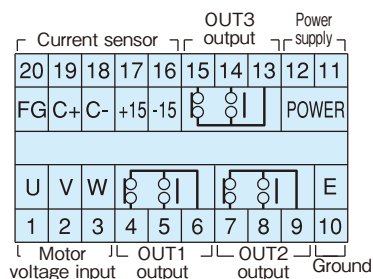 OUT3 Power
Current sensor output supply
20 19 18 17 16 15 14 13 12 11
FG C+ C- +15 -15 POWER
U V W E
1 2 3 4 5 6 7 8 9 10
Motor OUT1 OUT2 Ground
voltage input output output